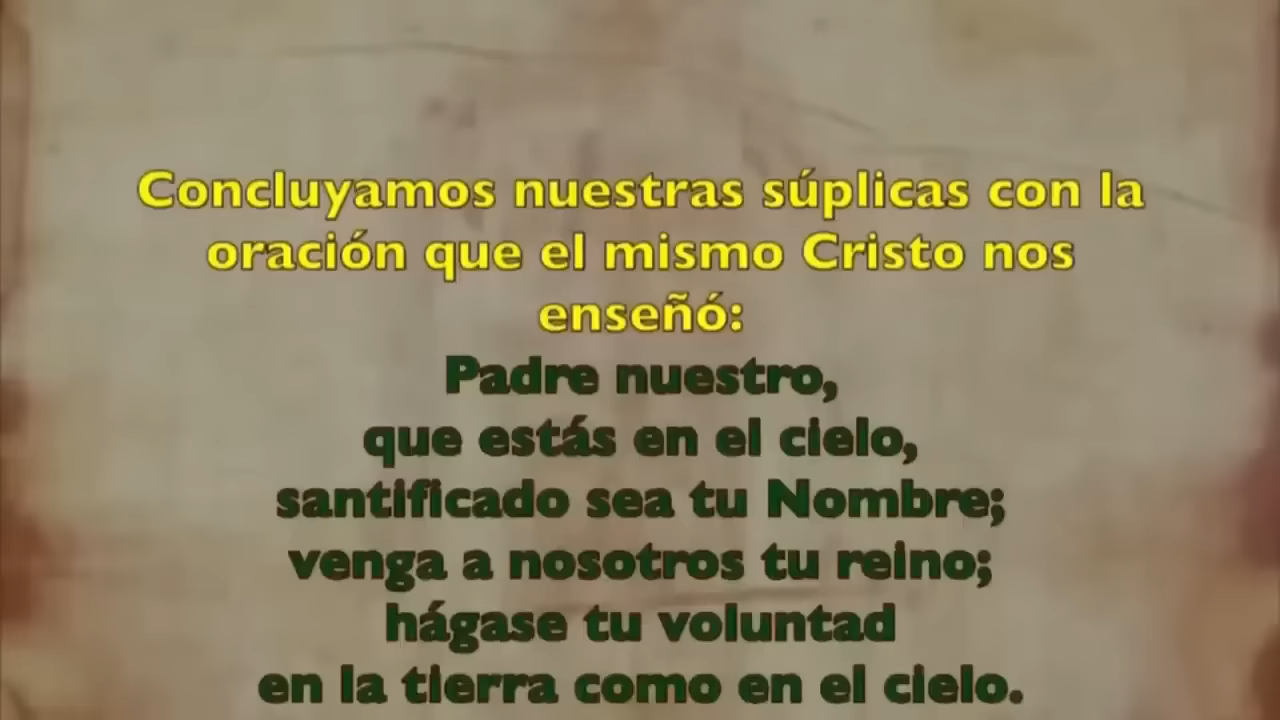 Concluyamos nuestras súplicas con la
oración que el mismo Cristo nos
enseñó:
Padre nuestro,
que estás en el cielo,
santificado sea tu Nombre;
venga a nosotros tu reino;
hágase tu voluntad
en la tierra como en el cielo.